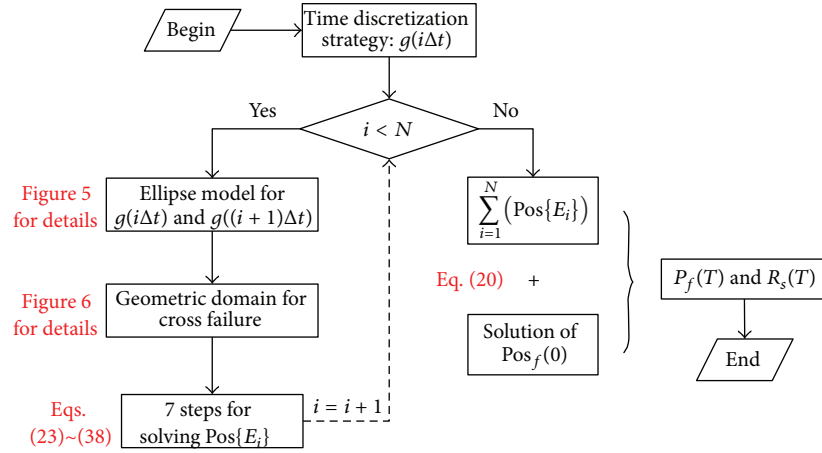 Begin
Time discretization
strategy: g(iΔt)
Yes
i < N
No
Figure 5
for details
Ellipse model for
g(iΔt) and g((i + 1)Δt)
Figure 6
for details
Geometric domain for
cross failure
Eqs.
(23)~(38)
7 steps for
solving Pos{E_i}
i = i + 1
N
∑ (Pos{E_i})
i=1
Eq. (20) +
Solution of
Pos_f(0)
P_f(T) and R_s(T)
End